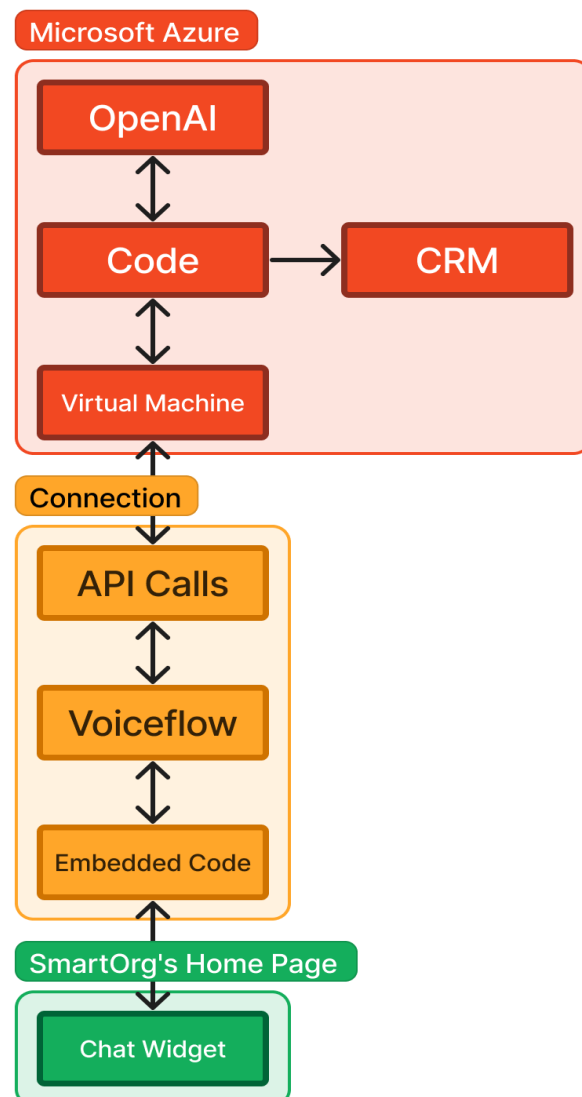 Microsoft Azure
OpenAI
Code
CRM
Virtual Machine
Connection
API Calls
Voiceflow
Embedded Code
SmartOrg's Home Page
Chat Widget